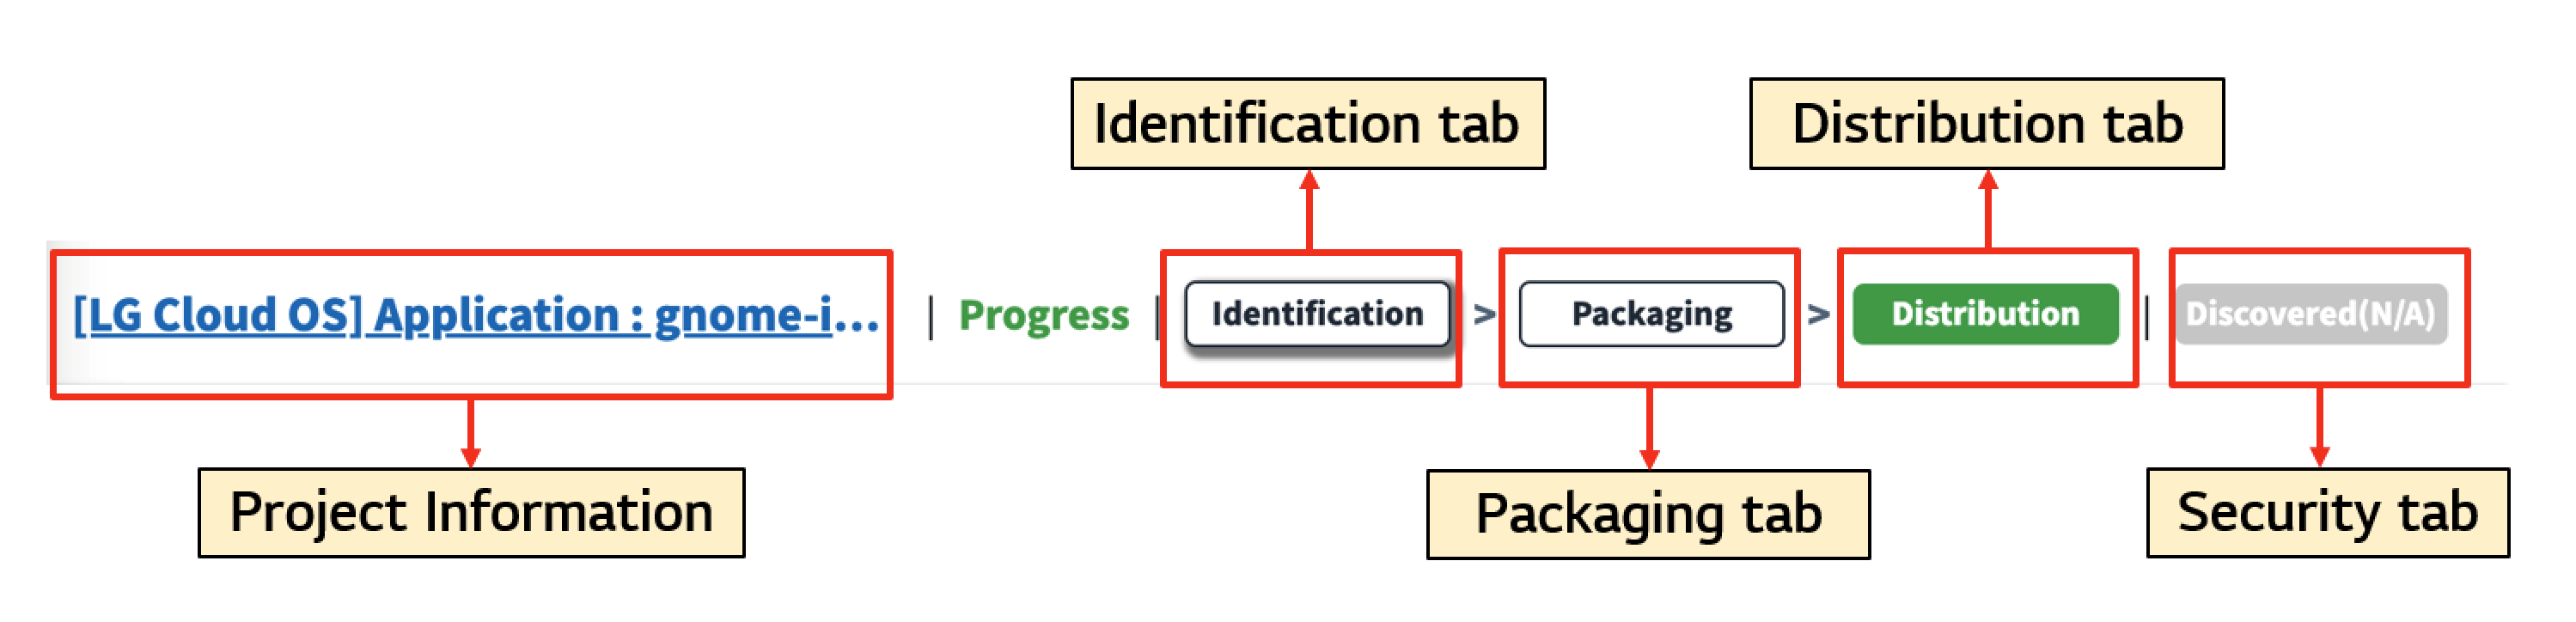 Identification tab
Distribution tab
[LG Cloud OS] Application : gnome-i... | Progress | Identification > Packaging > Distribution | Discovered(N/A)
Project Information
Packaging tab
Security tab